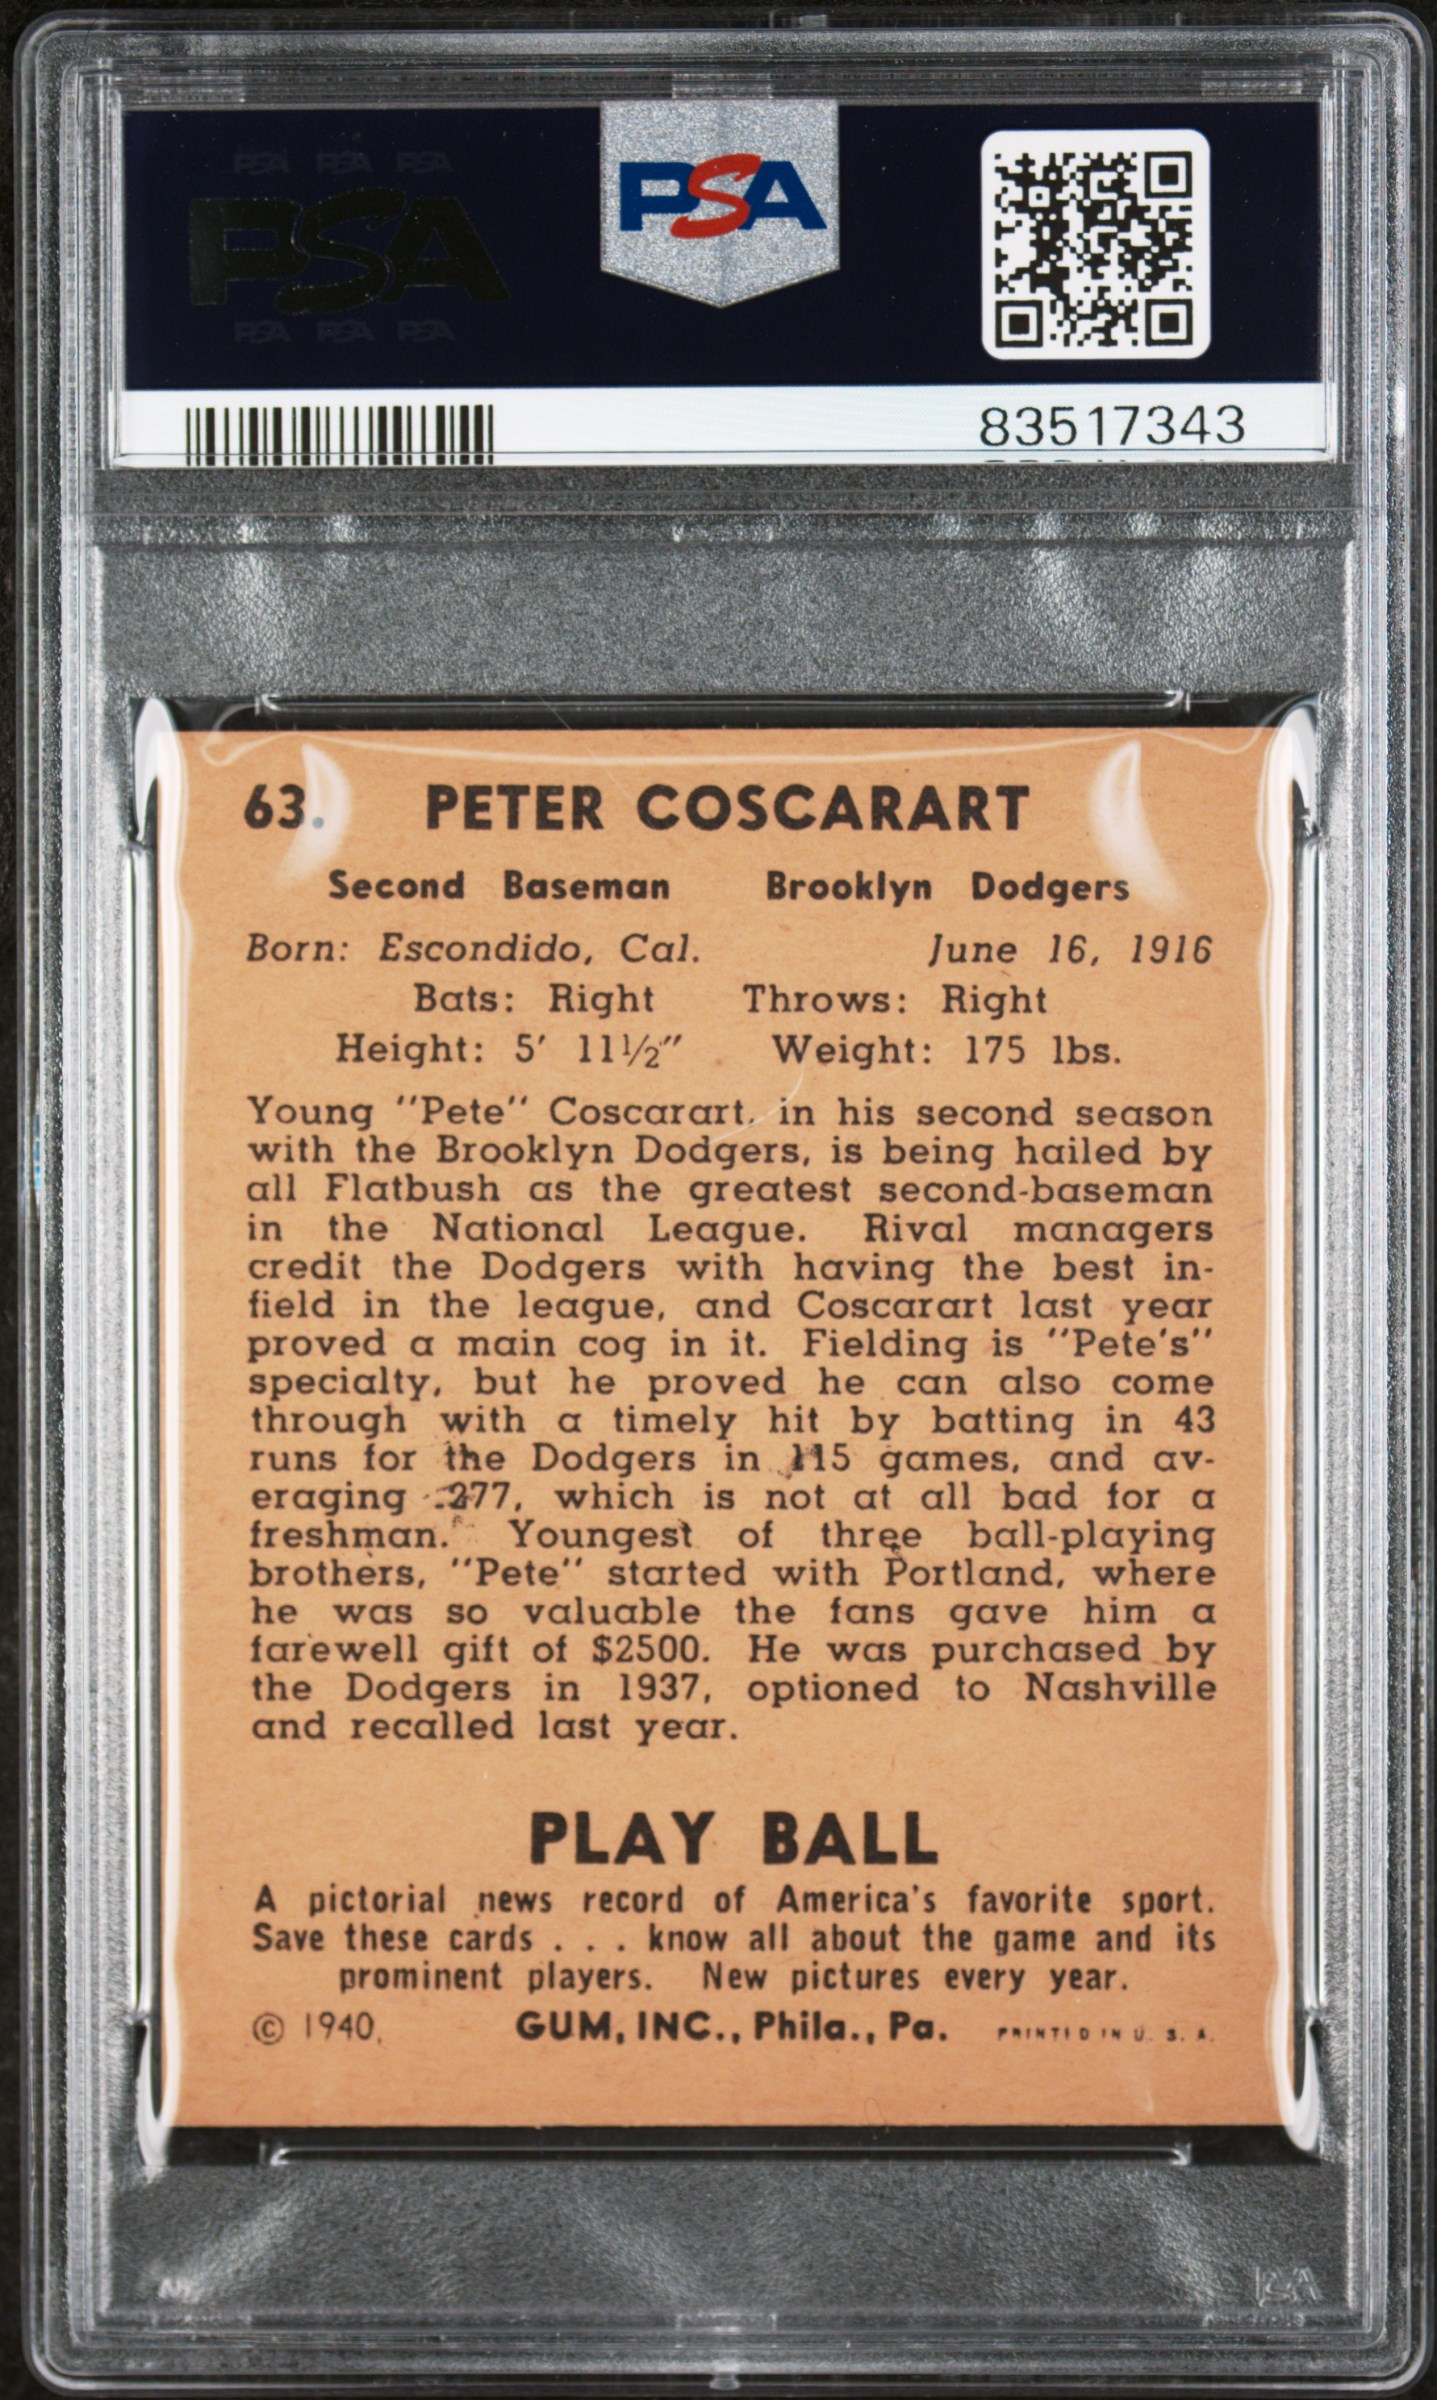 PSA PSA PSA
PSA
PSA PSA PSA
PSA
83517343
63. PETER COSCARART
Second Baseman Brooklyn Dodgers
Born: Escondido, Cal. June 16, 1916
Bats: Right Throws: Right
Height: 5' 11½" Weight: 175 lbs.
Young "Pete" Coscarart, in his second season
with the Brooklyn Dodgers, is being hailed by
all Flatbush as the greatest second-baseman
in the National League. Rival managers
credit the Dodgers with having the best in-
field in the league, and Coscarart last year
proved a main cog in it. Fielding is "Pete's"
specialty, but he proved he can also come
through with a timely hit by batting in 43
runs for the Dodgers in 115 games, and av-
eraging .277, which is not at all bad for a
freshman. Youngest of three ball-playing
brothers, "Pete" started with Portland, where
he was so valuable the fans gave him a
farewell gift of $2500. He was purchased by
the Dodgers in 1937, optioned to Nashville
and recalled last year.
PLAY BALL
A pictorial news record of America's favorite sport.
Save these cards . . . know all about the game and its
prominent players. New pictures every year.
© 1940, GUM, INC., Phila., Pa. PRINTED IN U. S. A.